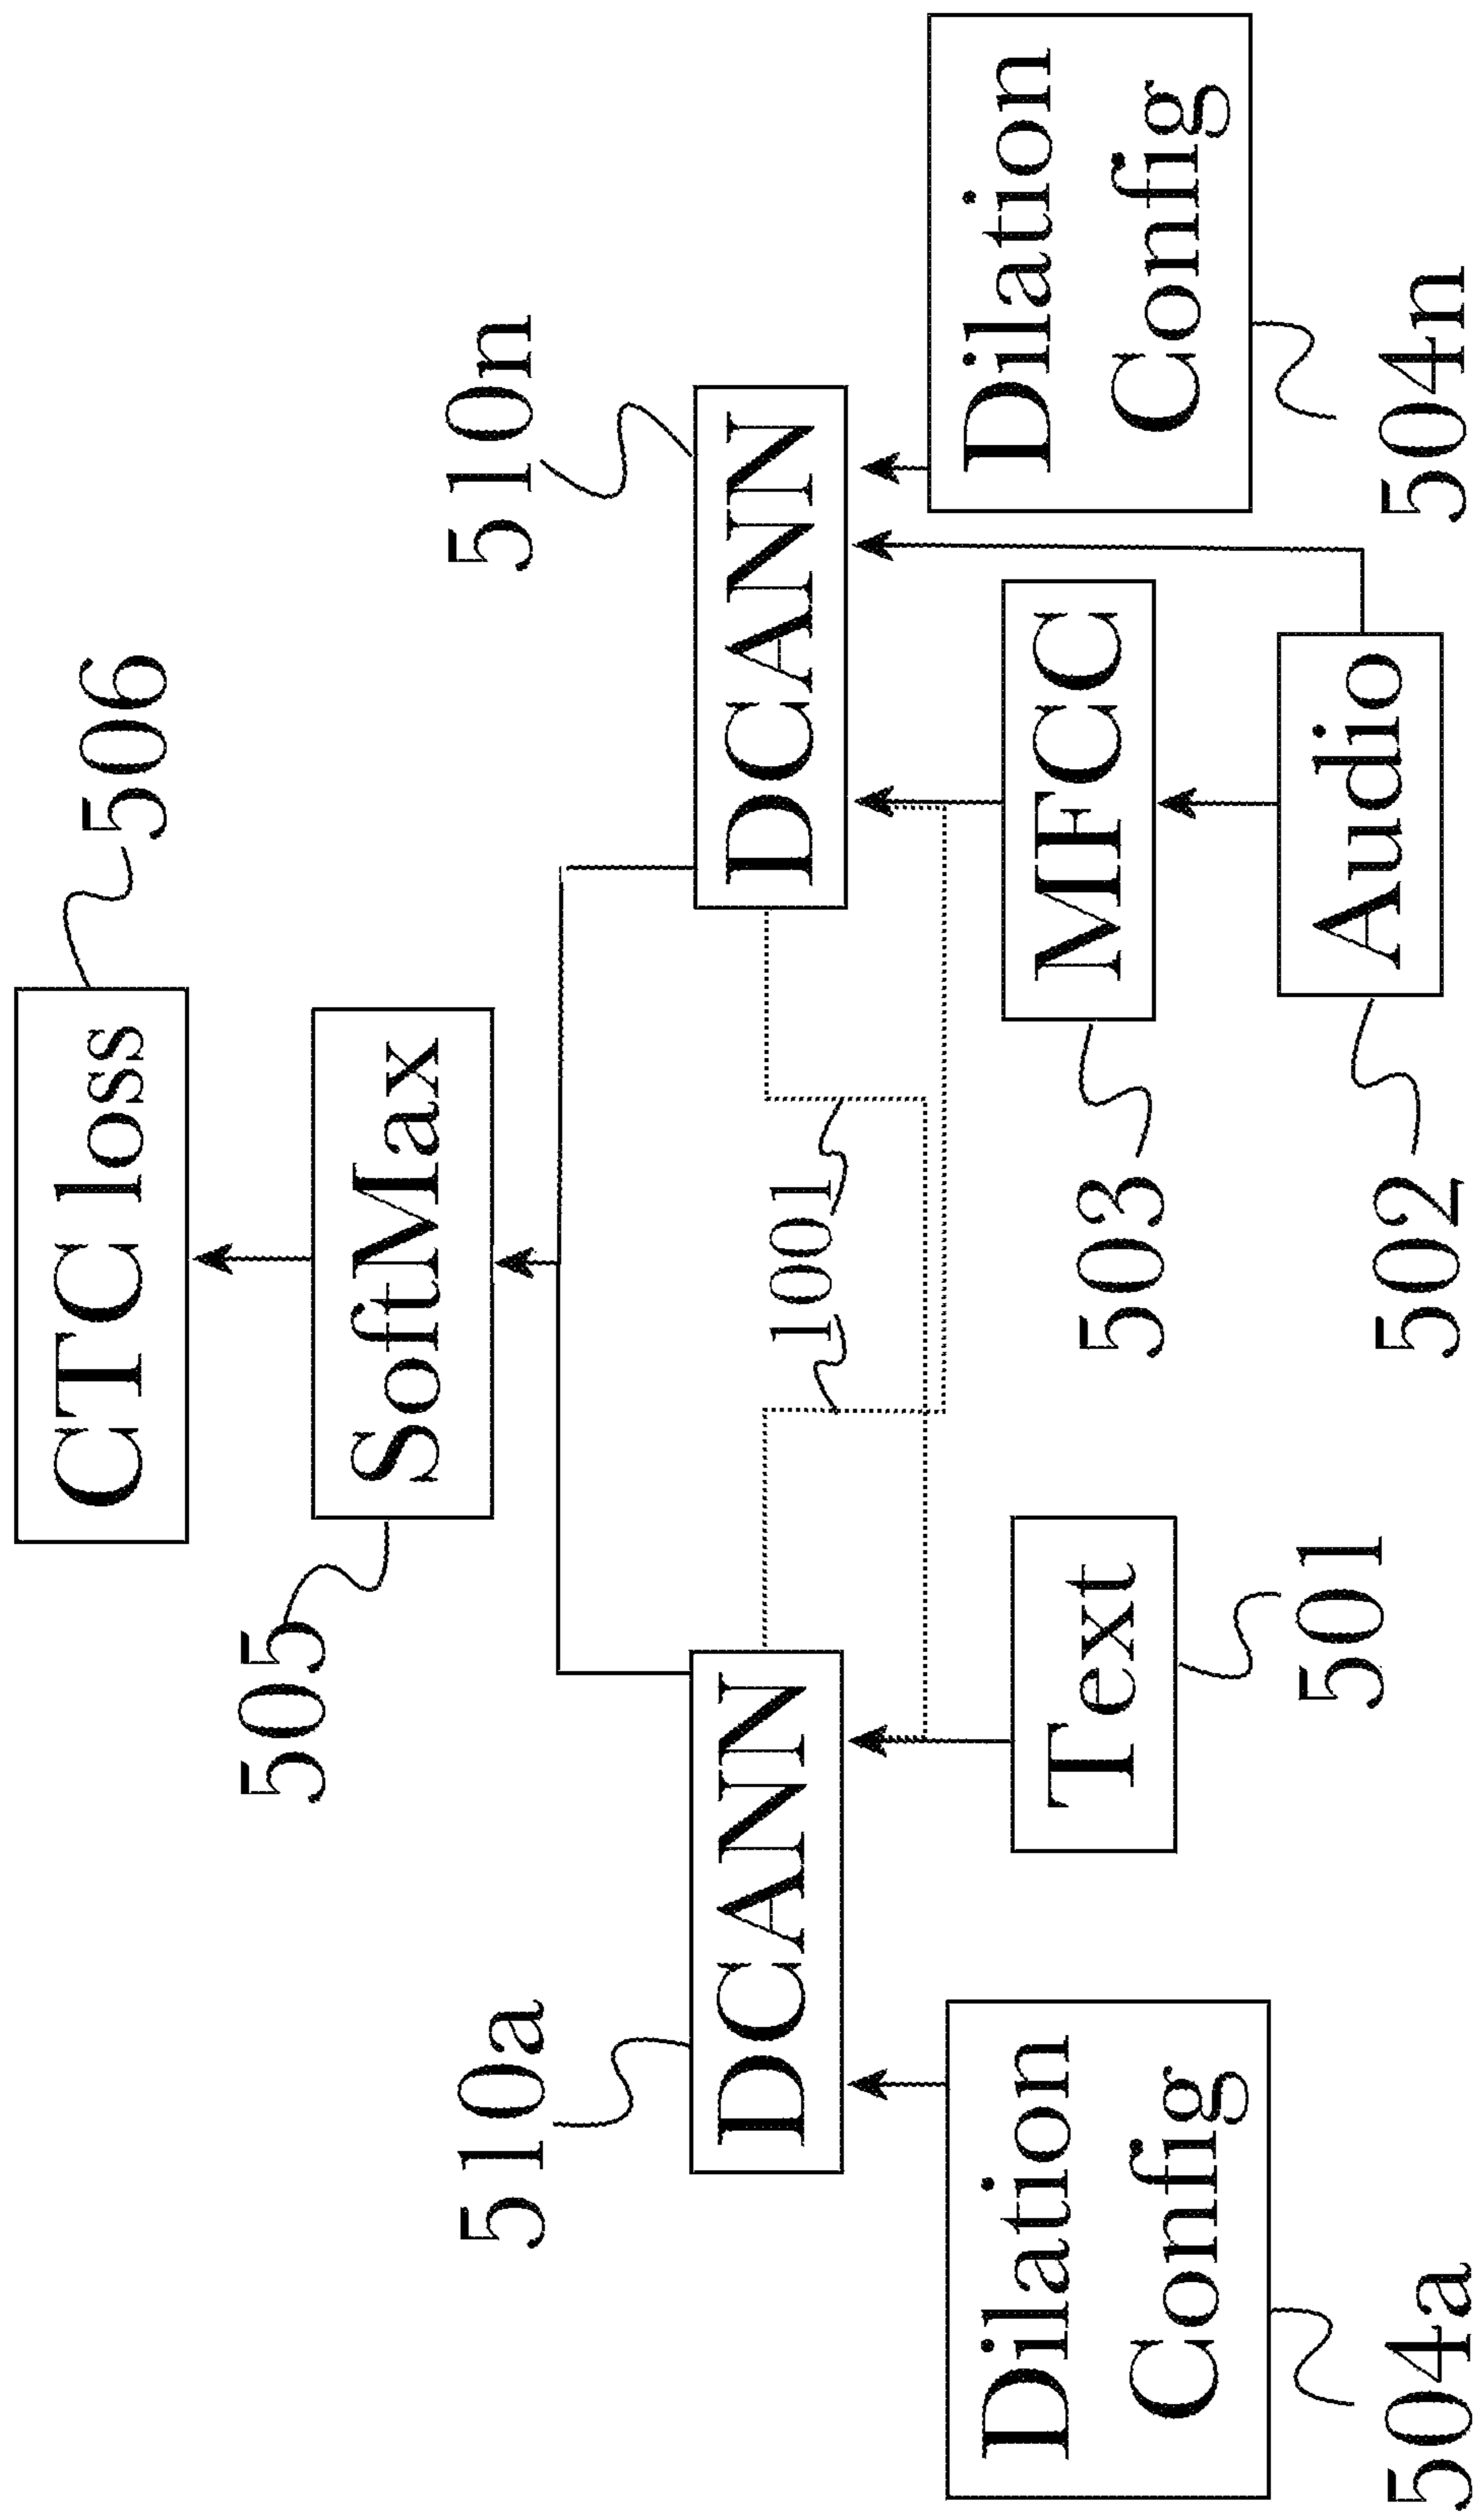 CTC loss
506
505
SoftMax
510a
510n
DCANN
DCANN
1001
Dilation
Config
Text
503
MFCC
Dilation
Config
504a
501
502
Audio
504n